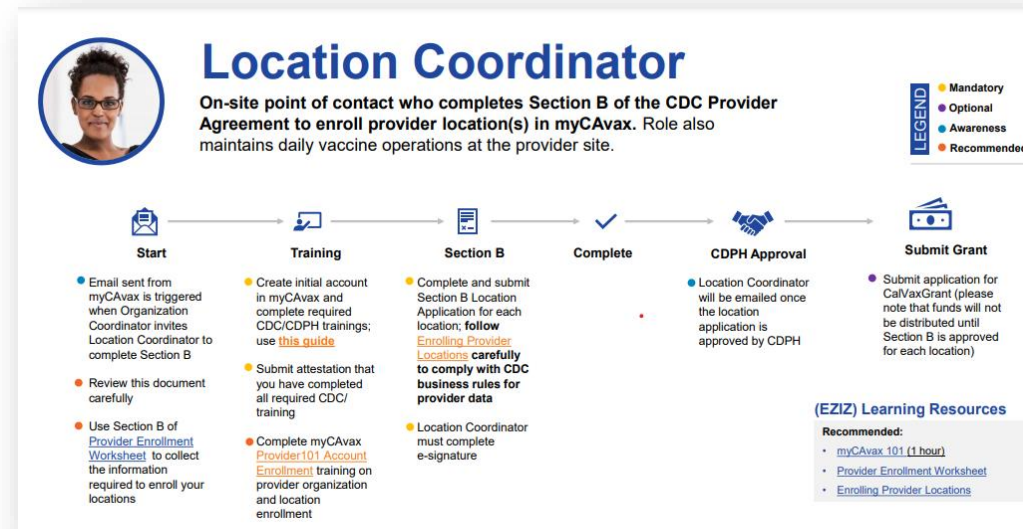 Location Coordinator
On-site point of contact who completes Section B of the CDC Provider
Agreement to enroll provider location(s) in myCAvax. Role also
maintains daily vaccine operations at the provider site.
LEGEND
Mandatory
Optional
Awareness
Recommended
Start
Email sent from
myCAvax is triggered
when Organization
Coordinator invites
Location Coordinator to
complete Section B
Review this document
carefully
Use Section B of
Provider Enrollment
Worksheet to collect
the information
required to enroll your
locations
Training
Create initial account
in myCAvax and
complete required
CDC/CDPH trainings;
use this guide
Submit attestation that
you have completed
all required CDC/
training
Complete myCAvax
Provider101 Account
Enrollment training on
provider organization
and location
enrollment
Section B
Complete and submit
Section B Location
Application for each
location; follow
Enrolling Provider
Locations carefully
to comply with CDC
business rules for
provider data
Location Coordinator
must complete
e-signature
Complete
CDPH Approval
Location Coordinator
will be emailed once
the location
application is
approved by CDPH
Submit Grant
Submit application for
CalVaxGrant (please
note that funds will not
be distributed until
Section B is approved
for each location)
(EZIZ) Learning Resources
Recommended:
• myCAvax 101 (1 hour)
• Provider Enrollment Worksheet
• Enrolling Provider Locations